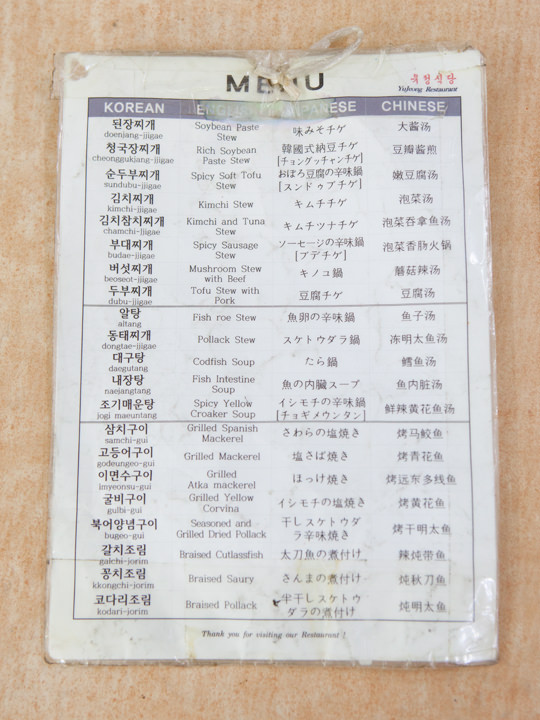 MENU
육정식당
Yujeong Restaurant
KOREAN ENGLISH JAPANESE CHINESE
된장찌개 Soybean Paste 味みそチゲ 大酱汤
doenjang-jjigae Stew
청국장찌개 Rich Soybean 韓國式納豆チゲ 豆瓣酱煎
cheonggukjang-jjigae Paste Stew [チョングッチャンチゲ]
순두부찌개 Spicy Soft Tofu おぼろ豆腐の辛味鍋 嫩豆腐汤
sundubu-jjigae Stew [スンドゥブチゲ]
김치찌개 Kimchi Stew キムチチゲ 泡菜汤
kimchi-jjigae
김치참치찌개 Kimchi and Tuna キムチツナチゲ 泡菜吞拿鱼汤
chamchi-jjigae Stew
부대찌개 Spicy Sausage ソーセージの辛味鍋 泡菜香肠火锅
budae-jjigae Stew [プデチゲ]
버섯찌개 Mushroom Stew キノコ鍋 蘑菇辣汤
beoseot-jjigae with Beef
두부찌개 Tofu Stew with 豆腐チゲ 豆腐汤
dubu-jjigae Pork
알탕 Fish roe Stew 魚卵の辛味鍋 鱼子汤
altang
동태찌개 Pollack Stew スケトウダラ鍋 冻明太鱼汤
dongtae-jjigae
대구탕 Codfish Soup たら鍋 鳕鱼汤
daegutang
내장탕 Fish Intestine 魚の内臓スープ 鱼内脏汤
naejangtang Soup
조기매운탕 Spicy Yellow イシモチの辛味鍋 鲜辣黄花鱼汤
jogi maeuntang Croaker Soup [チョギメウンタン]
삼치구이 Grilled Spanish さわらの塩焼き 烤马鲛鱼
samchi-gui Mackerel
고등어구이 Grilled Mackerel 塩さば焼き 烤青花鱼
godeungeo-gui
이면수구이 Grilled ほっけ焼き 烤远东多线鱼
imyeonsu-gui Atka mackerel
굴비구이 Grilled Yellow イシモチの塩焼き 烤黄花鱼
gulbi-gui Corvina
북어양념구이 Seasoned and 干しスケトウダ 烤干明太鱼
bugeo-gui Grilled Dried Pollack ラ辛味焼き
갈치조림 Braised Cutlassfish 太刀魚の煮付け 辣炖带鱼
galchi-jorim
꽁치조림 Braised Saury さんまの煮付け 炖秋刀鱼
kkongchi-jorim
코다리조림 Braised Pollack 半干しスケトウ 炖明太鱼
kodari-jorim ダラの煮付け
Thank you for visiting our Restaurant !